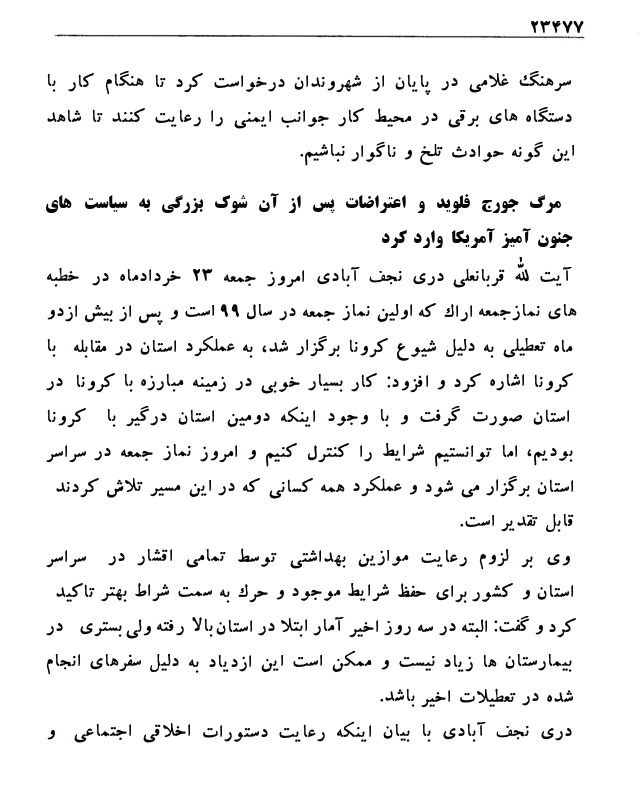 ۲۳۴۷۷
سرهنگ غلامی در پایان از شهروندان درخواست کرد تا هنگام کار با
دستگاه های برقی در محیط کار جوانب ایمنی را رعایت کنند تا شاهد
این گونه حوادث تلخ و ناگوار نباشیم.
مرگ جورج فلوید و اعتراضات پس از آن شوک بزرگی به سیاست های
جنون آمیز آمریکا وارد کرد
آیت لله قربانعلی دری نجف آبادی امروز جمعه ۲۳ خردادماه در خطبه
های نمازجمعه اراک که اولین نماز جمعه در سال ۹۹ است و پس از بیش ازدو
ماه تعطیلی به دلیل شیوع کرونا برگزار شد، به عملکرد استان در مقابله با
کرونا اشاره کرد و افزود: کار بسیار خوبی در زمینه مبارزه با کرونا در
استان صورت گرفت و با وجود اینکه دومین استان درگیر با کرونا
بودیم، اما توانستیم شرایط را کنترل کنیم و امروز نماز جمعه در سراسر
استان برگزار می شود و عملکرد همه کسانی که در این مسیر تلاش کردند
قابل تقدیر است.
وی بر لزوم رعایت موازین بهداشتی توسط تمامی اقشار در سراسر
استان و کشور برای حفظ شرایط موجود و حرک به سمت شراط بهتر تاکید
کرد و گفت: البته در سه روز اخیر آمار ابتلا در استان بالا رفته ولی بستری در
بیمارستان ها زیاد نیست و ممکن است این ازدیاد به دلیل سفرهای انجام
شده در تعطیلات اخیر باشد.
دری نجف آبادی با بیان اینکه رعایت دستورات اخلاقی اجتماعی و